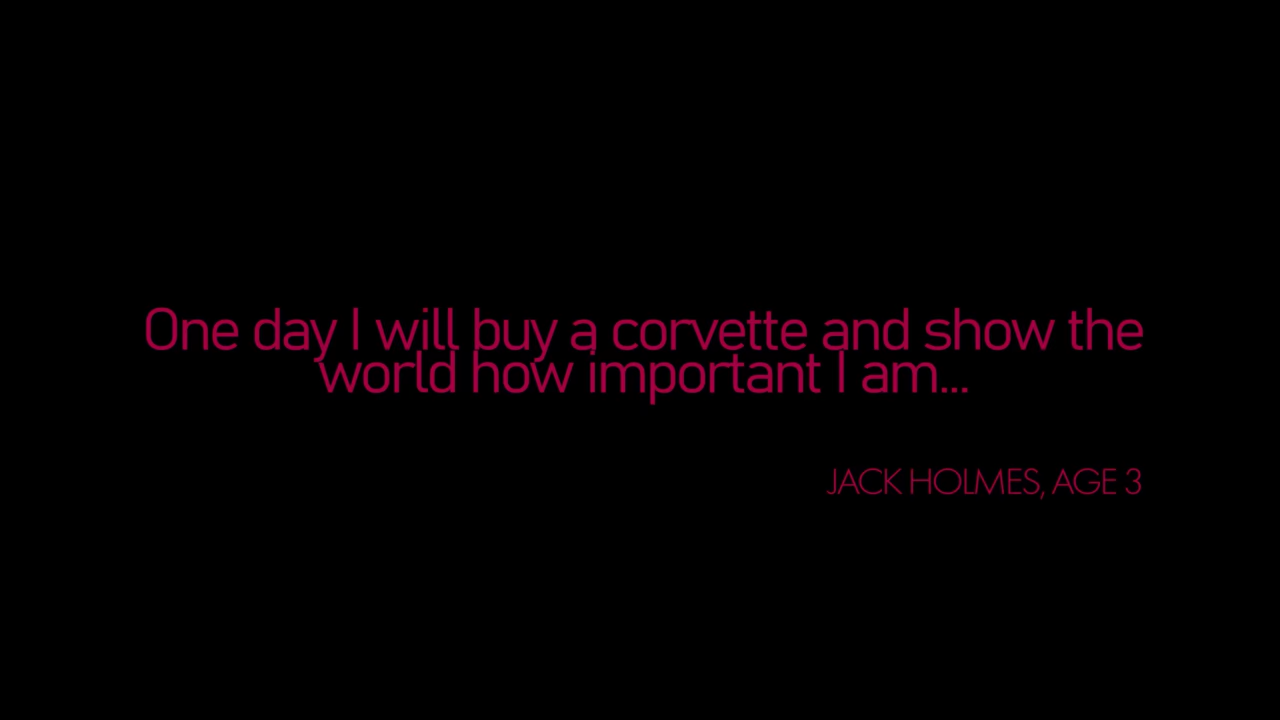 One day I will buy a corvette and show the
world how important I am...
JACK HOLMES, AGE 3